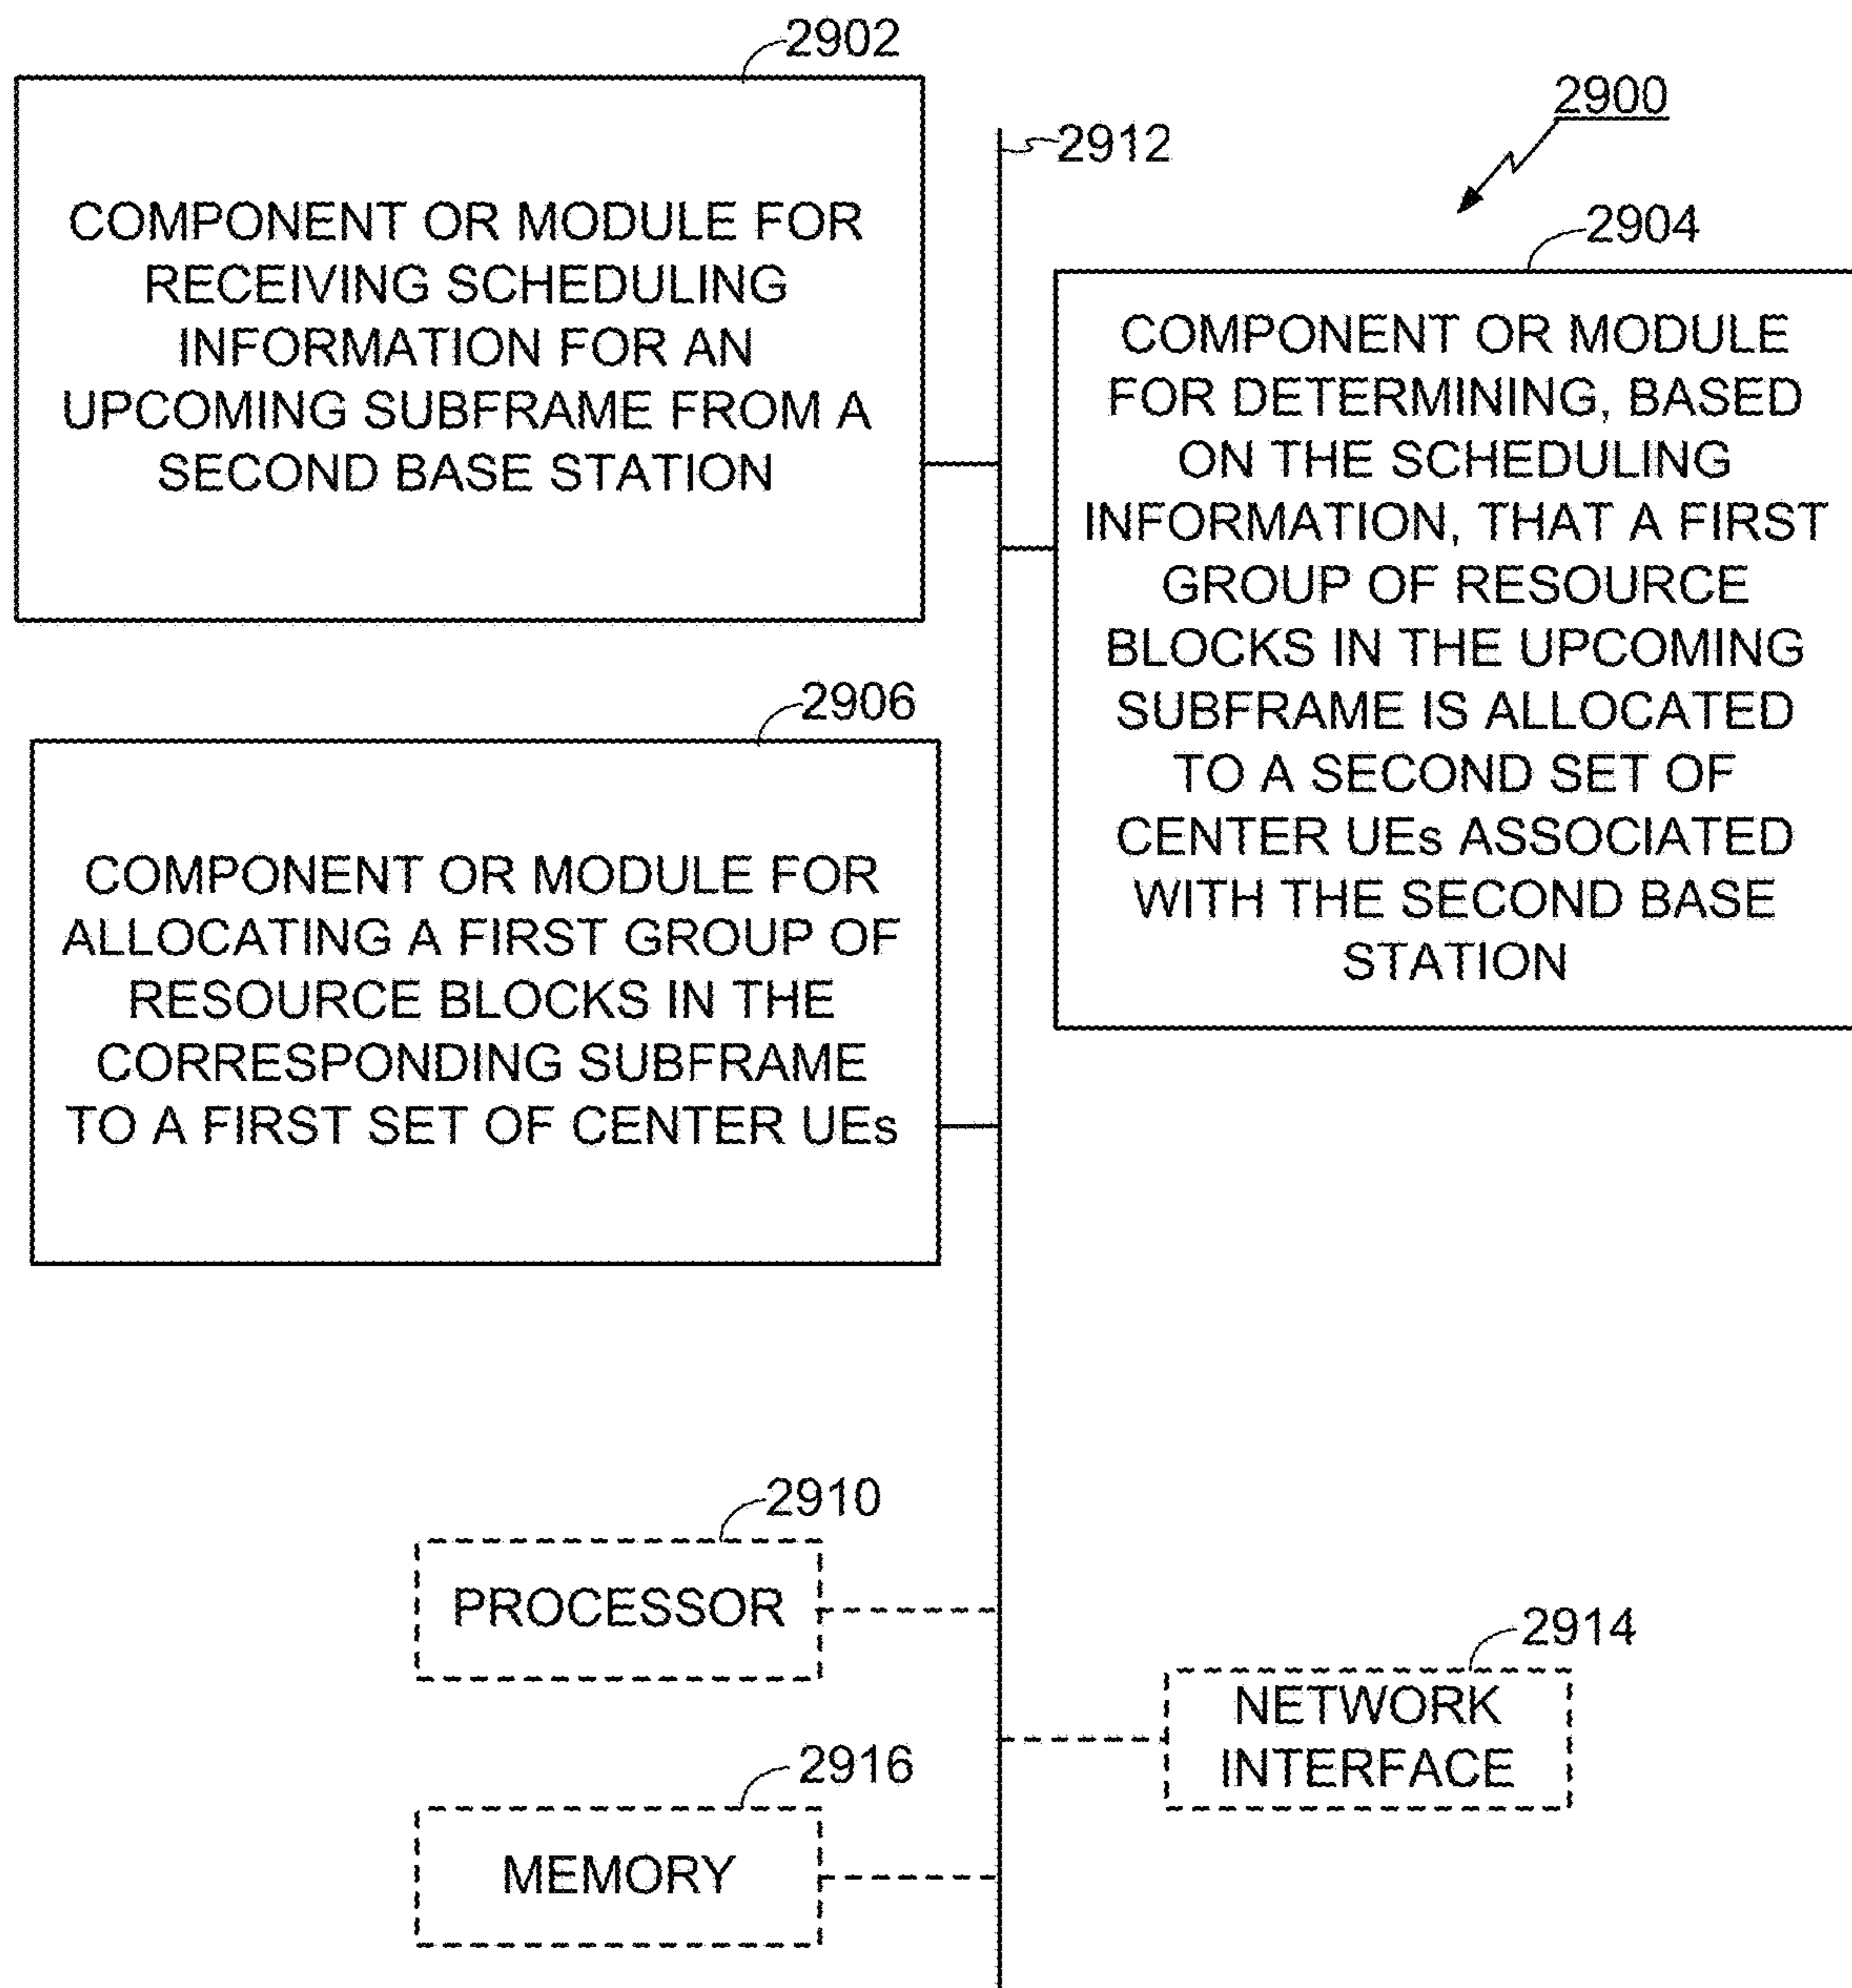 2902
COMPONENT OR MODULE FOR
RECEIVING SCHEDULING
INFORMATION FOR AN
UPCOMING SUBFRAME FROM A
SECOND BASE STATION
2912
2900
2904
COMPONENT OR MODULE
FOR DETERMINING, BASED
ON THE SCHEDULING
INFORMATION, THAT A FIRST
GROUP OF RESOURCE
BLOCKS IN THE UPCOMING
SUBFRAME IS ALLOCATED
TO A SECOND SET OF
CENTER UEs ASSOCIATED
WITH THE SECOND BASE
STATION
2906
COMPONENT OR MODULE FOR
ALLOCATING A FIRST GROUP OF
RESOURCE BLOCKS IN THE
CORRESPONDING SUBFRAME
TO A FIRST SET OF CENTER UEs
2910
PROCESSOR
2914
NETWORK
INTERFACE
2916
MEMORY